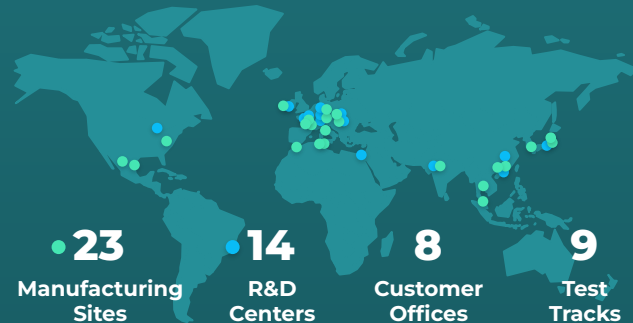 23 14 8 9
Manufacturing R&D Customer Test
Sites Centers Offices Tracks